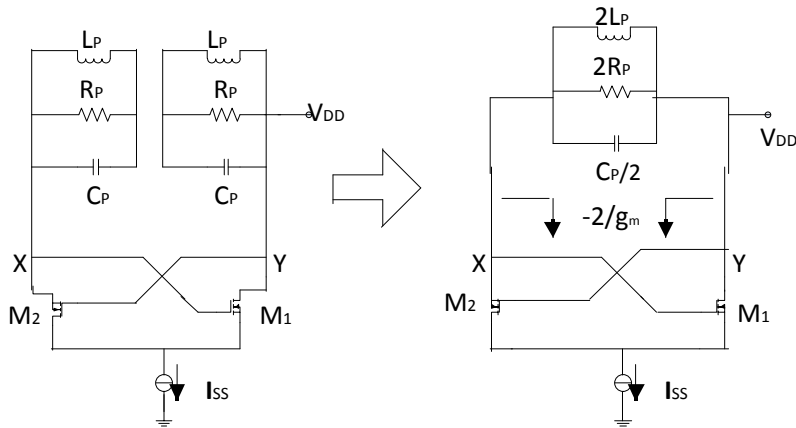 LP
LP
RP
RP
VDD
CP
CP
X
Y
M2
M1
ISS
2LP
2RP
VDD
CP/2
-2/gm
X
Y
M2
M1
ISS